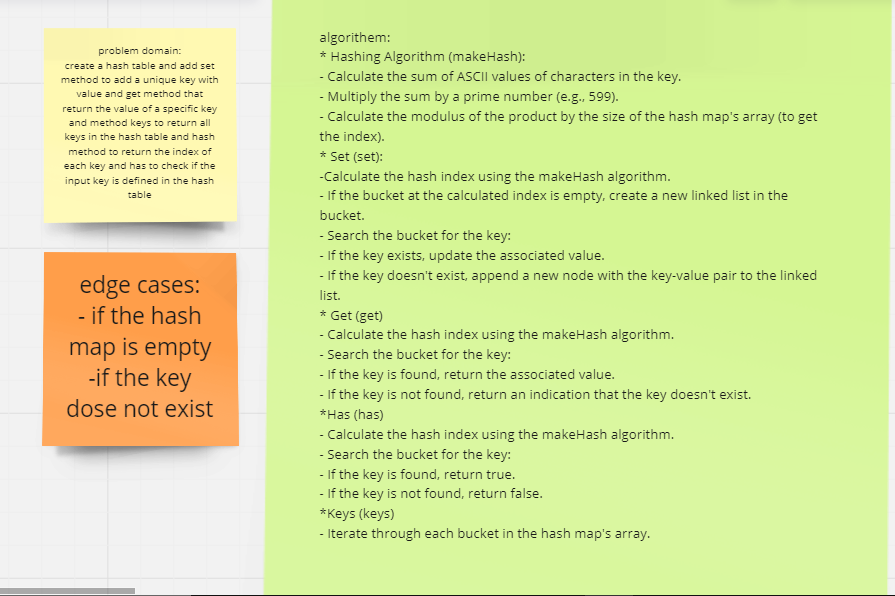 problem domain:
create a hash table and add set
method to add a unique key with
value and get method that
return the value of a specific key
and method keys to return all
keys in the hash table and hash
method to return the index of
each key and has to check if the
input key is defined in the hash
table
edge cases:
- if the hash
map is empty
-if the key
dose not exist
algorithem:
* Hashing Algorithm (makeHash):
- Calculate the sum of ASCII values of characters in the key.
- Multiply the sum by a prime number (e.g., 599).
- Calculate the modulus of the product by the size of the hash map's array (to get
the index).
* Set (set):
-Calculate the hash index using the makeHash algorithm.
- If the bucket at the calculated index is empty, create a new linked list in the
bucket.
- Search the bucket for the key:
- If the key exists, update the associated value.
- If the key doesn't exist, append a new node with the key-value pair to the linked
list.
* Get (get)
- Calculate the hash index using the makeHash algorithm.
- Search the bucket for the key:
- If the key is found, return the associated value.
- If the key is not found, return an indication that the key doesn't exist.
*Has (has)
- Calculate the hash index using the makeHash algorithm.
- Search the bucket for the key:
- If the key is found, return true.
- If the key is not found, return false.
*Keys (keys)
- Iterate through each bucket in the hash map's array.